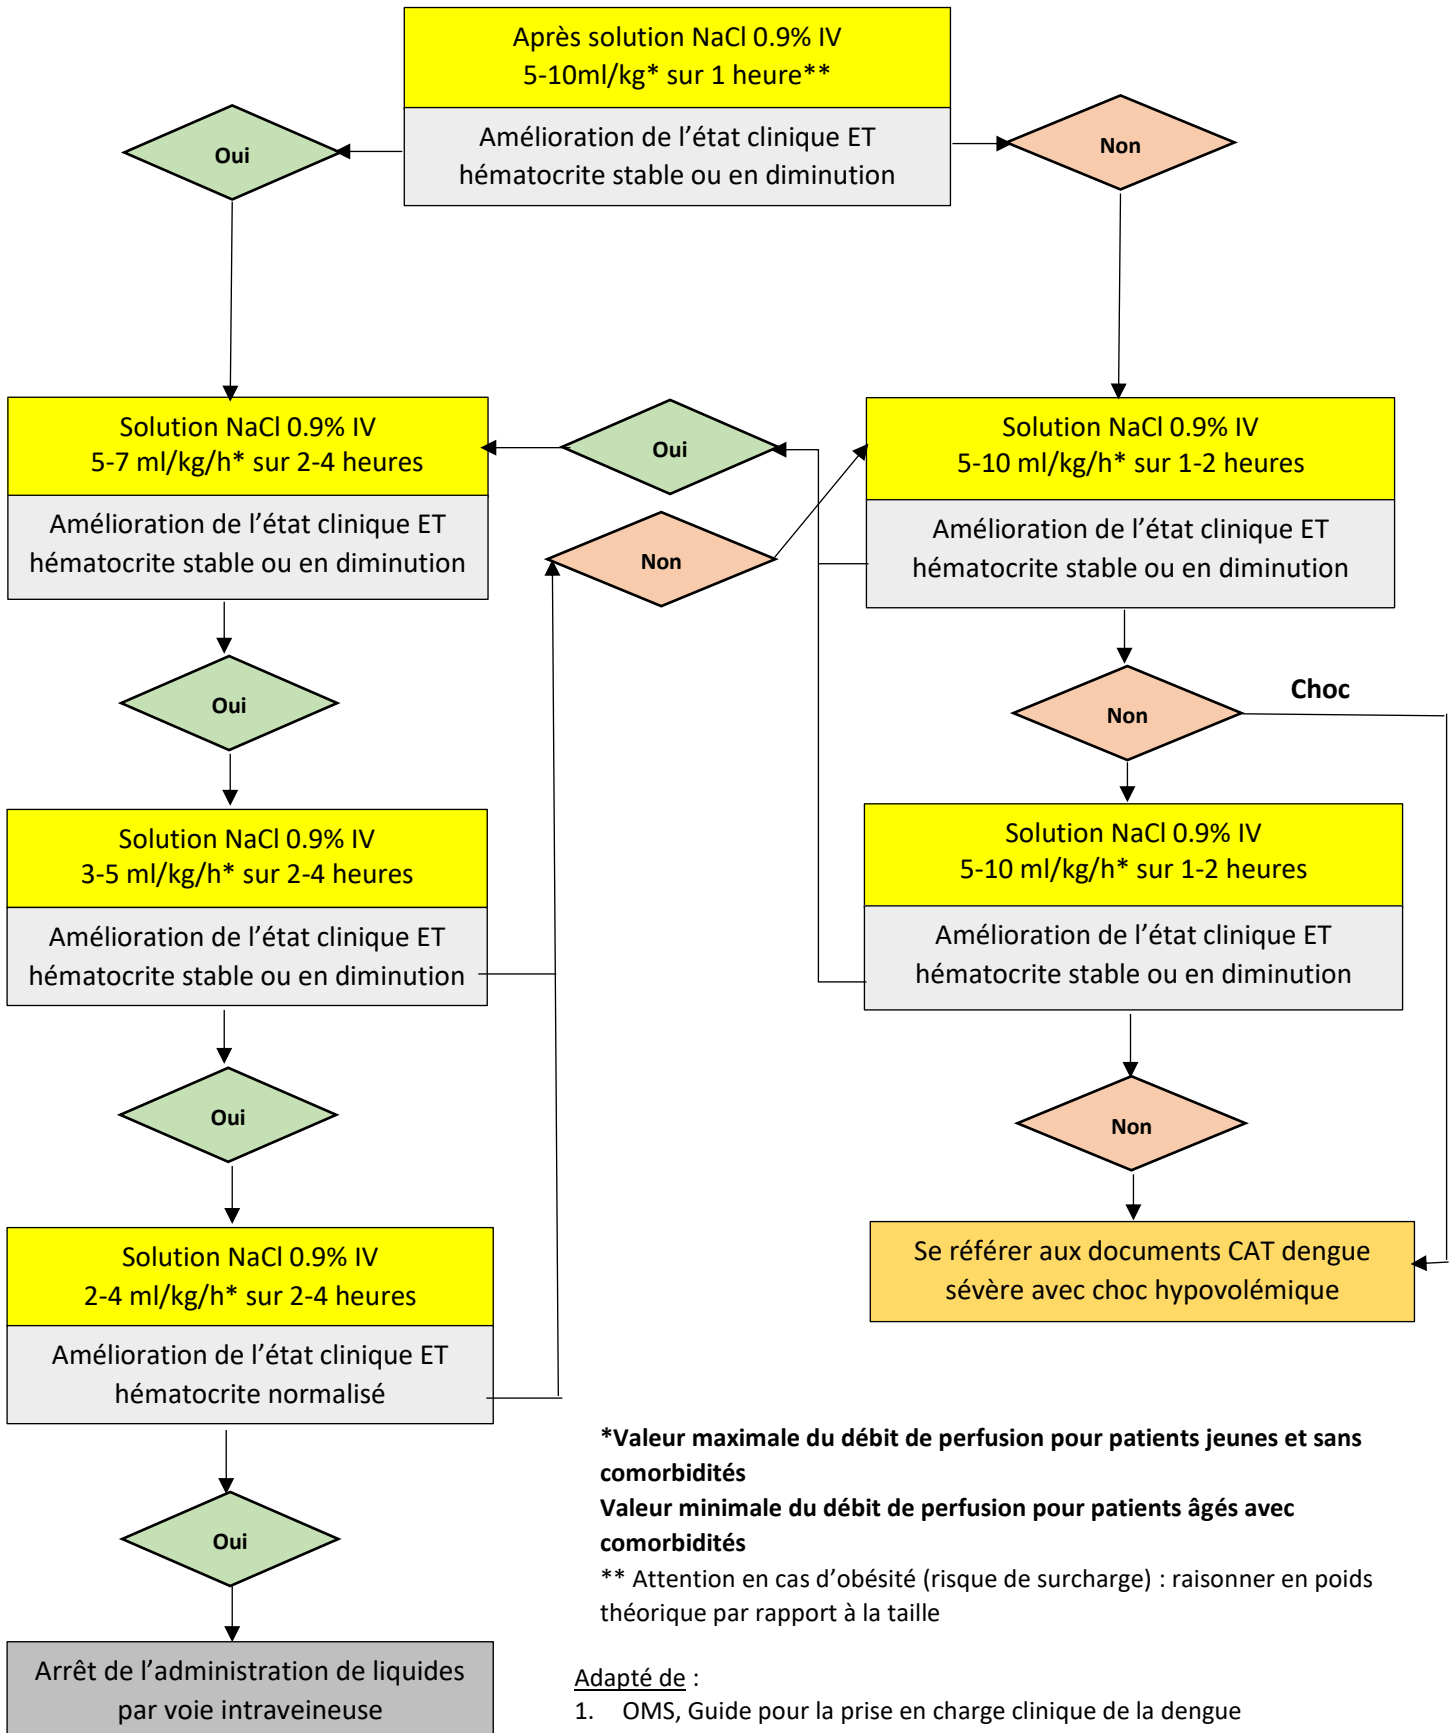 Après solution NaCl 0.9% IV
5-10ml/kg* sur 1 heure**
Amélioration de l’état clinique ET
hématocrite stable ou en diminution
Oui
Non
Solution NaCl 0.9% IV
5-7 ml/kg/h* sur 2-4 heures
Amélioration de l’état clinique ET
hématocrite stable ou en diminution
Oui
Non
Solution NaCl 0.9% IV
5-10 ml/kg/h* sur 1-2 heures
Amélioration de l’état clinique ET
hématocrite stable ou en diminution
Oui
Non
Choc
Solution NaCl 0.9% IV
3-5 ml/kg/h* sur 2-4 heures
Amélioration de l’état clinique ET
hématocrite stable ou en diminution
Solution NaCl 0.9% IV
5-10 ml/kg/h* sur 1-2 heures
Amélioration de l’état clinique ET
hématocrite stable ou en diminution
Oui
Non
Solution NaCl 0.9% IV
2-4 ml/kg/h* sur 2-4 heures
Amélioration de l’état clinique ET
hématocrite normalisé
Se référer aux documents CAT dengue
sévère avec choc hypovolémique
Oui
Arrêt de l’administration de liquides
par voie intraveineuse
*Valeur maximale du débit de perfusion pour patients jeunes et sans
comorbidités
Valeur minimale du débit de perfusion pour patients âgés avec
comorbidités
** Attention en cas d’obésité (risque de surcharge) : raisonner en poids
théorique par rapport à la taille
Adapté de :
1. OMS, Guide pour la prise en charge clinique de la dengue